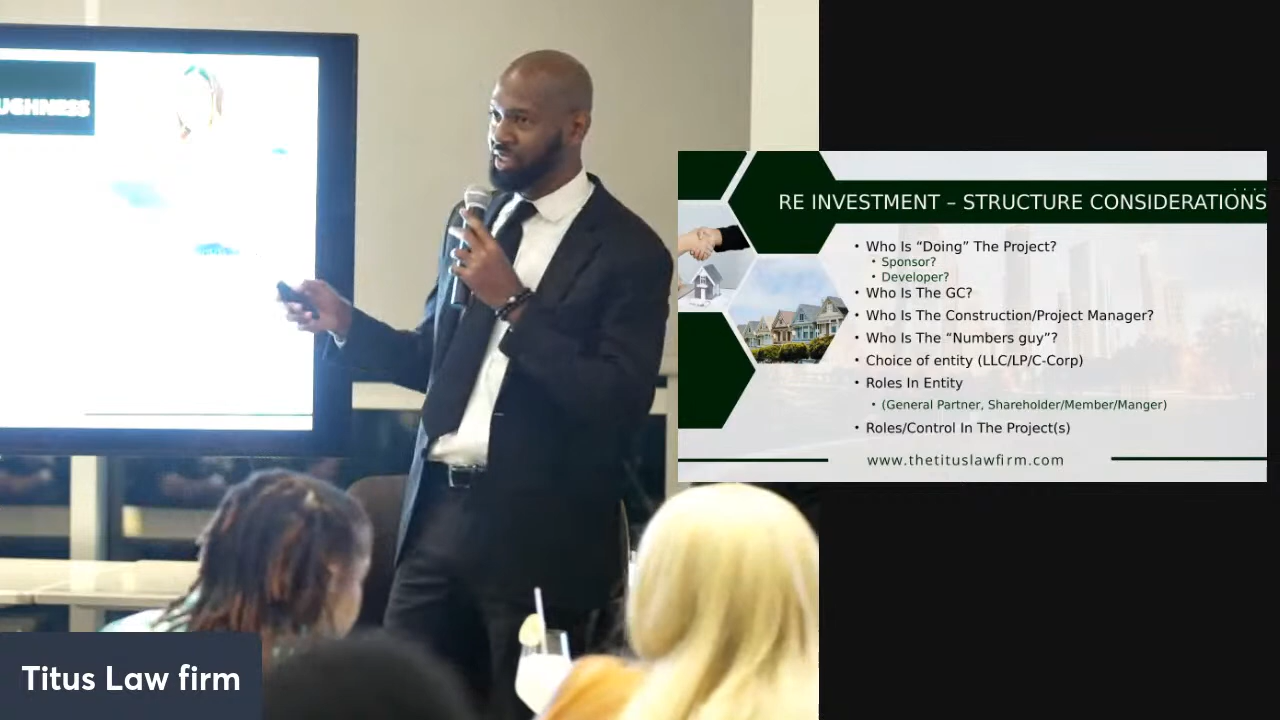 UGHNESS
RE INVESTMENT – STRUCTURE CONSIDERATIONS
• Who Is “Doing” The Project?
• Sponsor?
• Developer?
• Who Is The GC?
• Who Is The Construction/Project Manager?
• Who Is The “Numbers guy”?
• Choice of entity (LLC/LP/C-Corp)
• Roles In Entity
• (General Partner, Shareholder/Member/Manger)
• Roles/Control In The Project(s)
www.thetituslawfirm.com
Titus Law firm